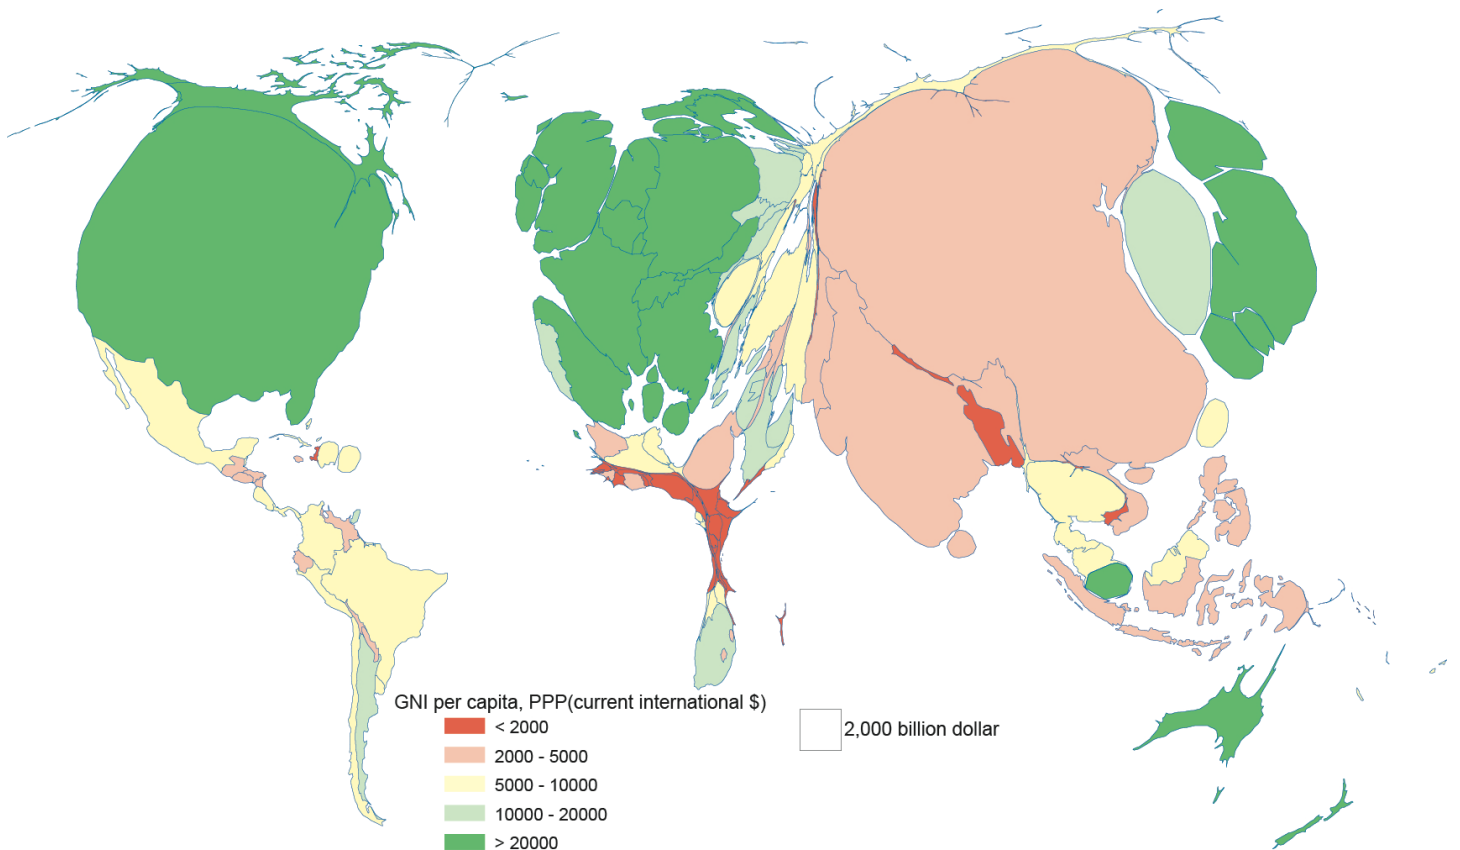 GNI per capita, PPP(current international $)
< 2000
2000 - 5000
5000 - 10000
10000 - 20000
> 20000
2,000 billion dollar